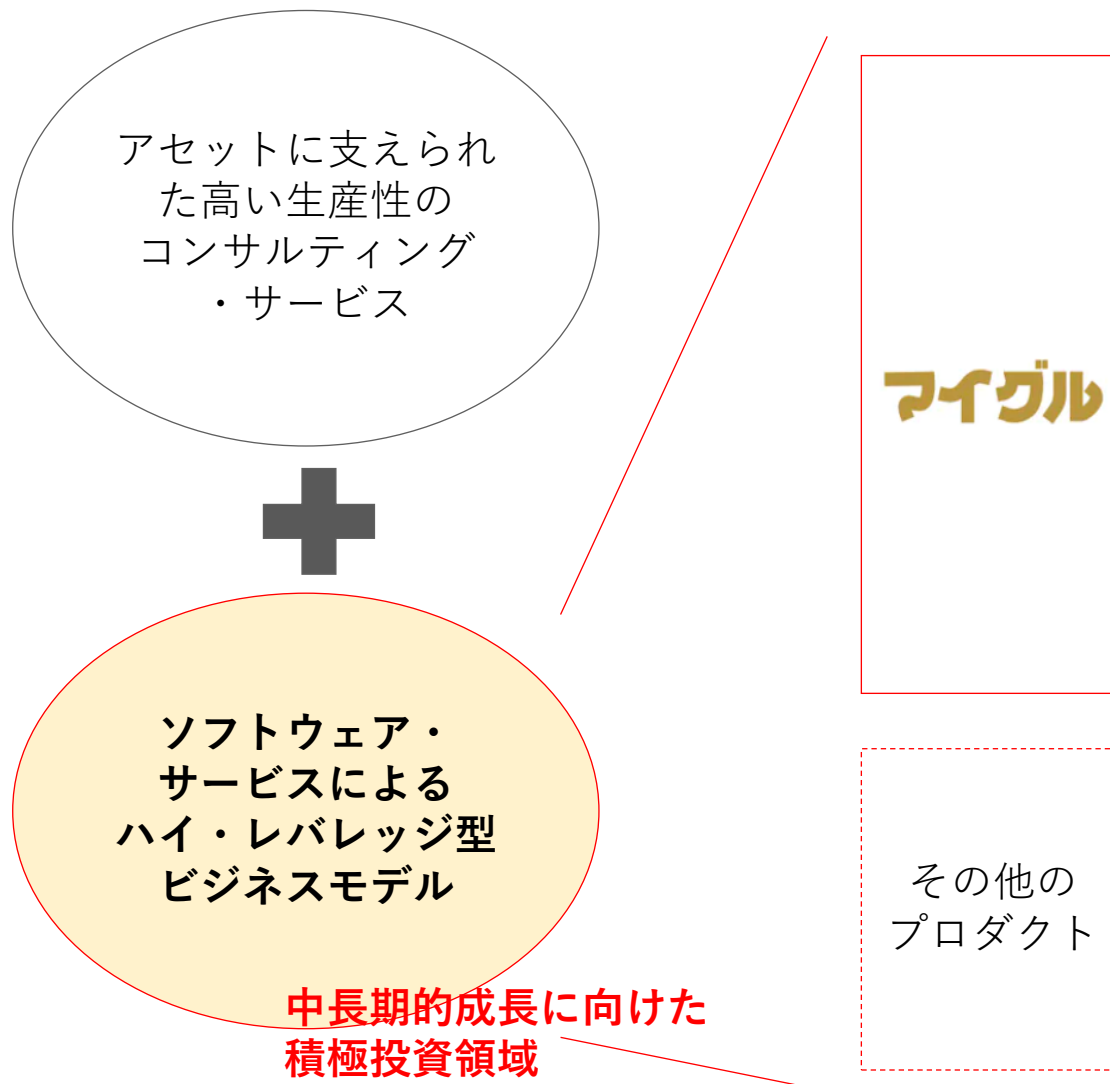 アセットに支えられ
た高い生産性の
コンサルティング
・サービス
ソフトウェア・
サービスによる
ハイ・レバレッジ型
ビジネスモデル
中長期的成長に向けた
積極投資領域
マイグル
その他の
プロダクト